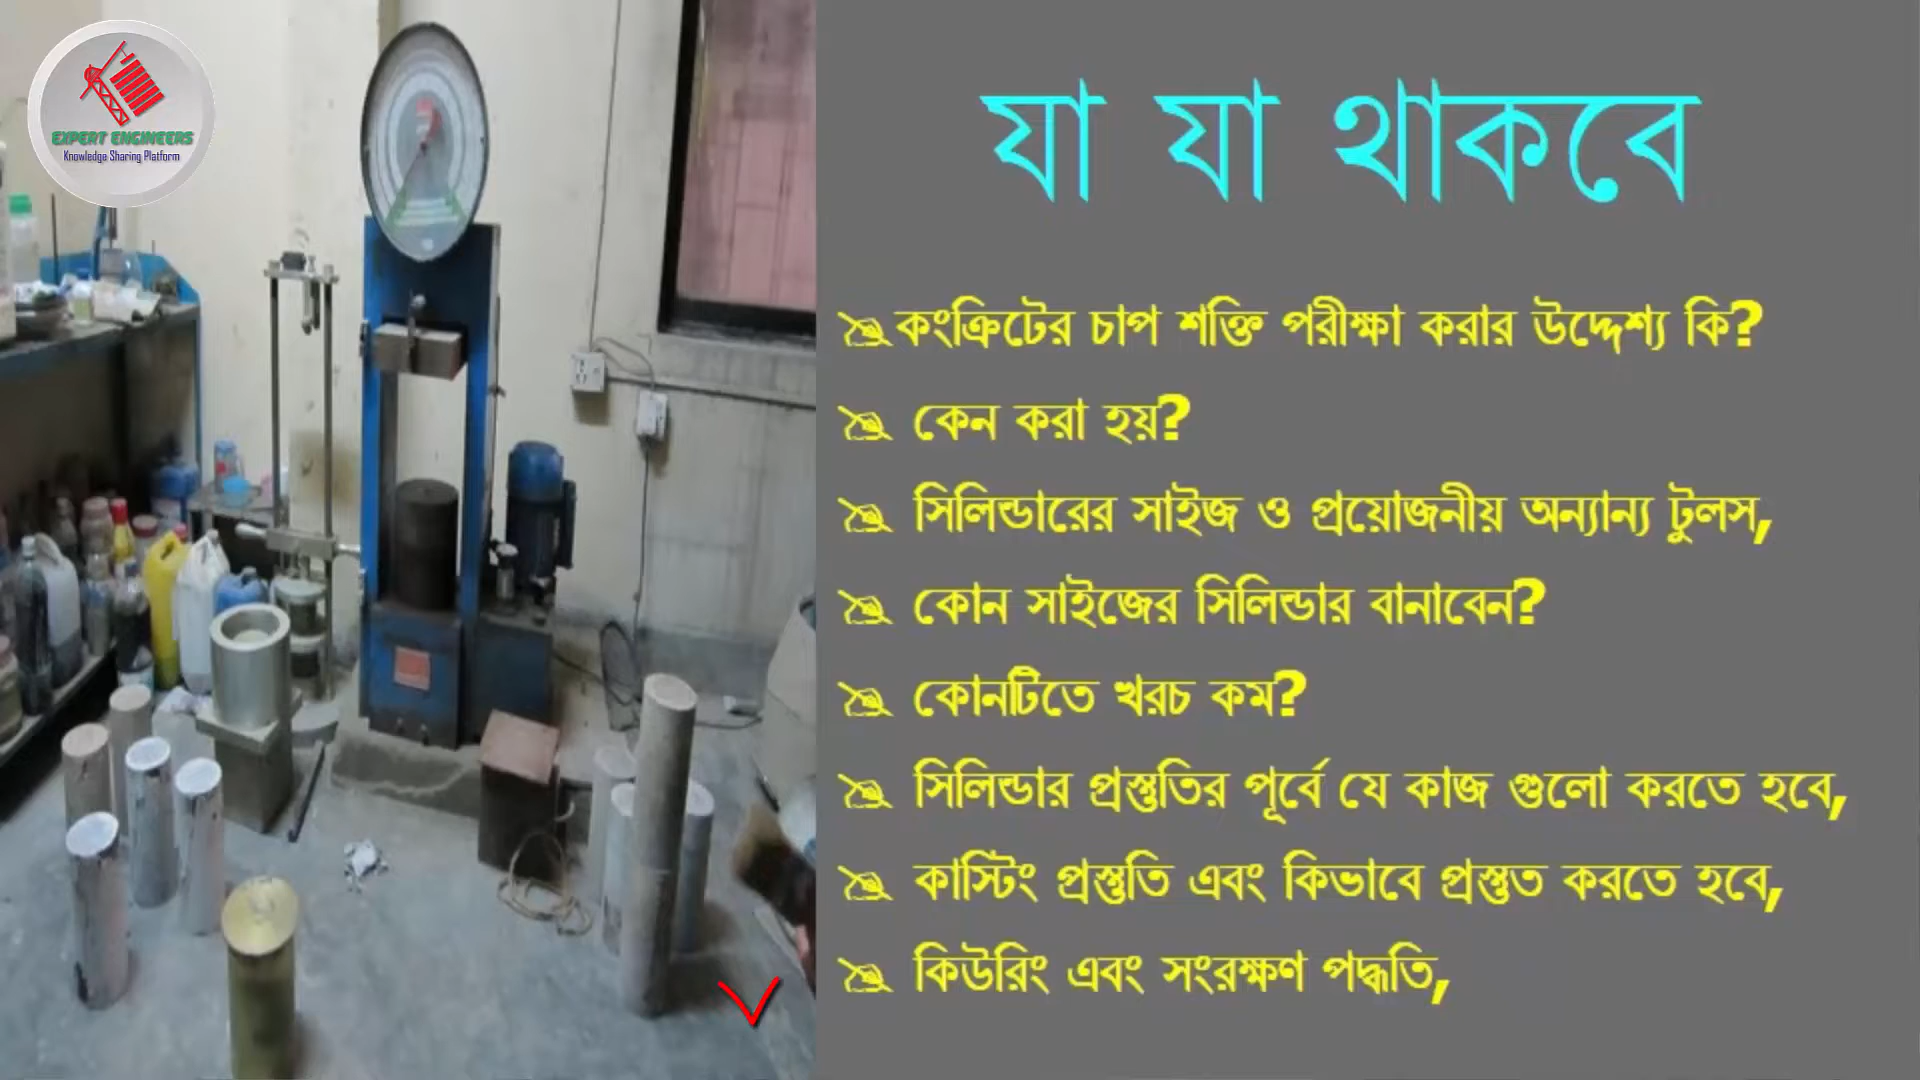 EXPERT ENGINEERS
Knowledge Sharing Platform
যা যা থাকবে
কংক্রিটের চাপ শক্তি পরীক্ষা করার উদ্দেশ্য কি?
কেন করা হয়?
সিলিন্ডারের সাইজ ও প্রয়োজনীয় অন্যান্য টুলস,
কোন সাইজের সিলিন্ডার বানাবেন?
কোনটিতে খরচ কম?
সিলিন্ডার প্রস্তুতির পূর্বে যে কাজ গুলো করতে হবে,
কাস্টিং প্রস্তুতি এবং কিভাবে প্রস্তুত করতে হবে,
কিউরিং এবং সংরক্ষণ পদ্ধতি,